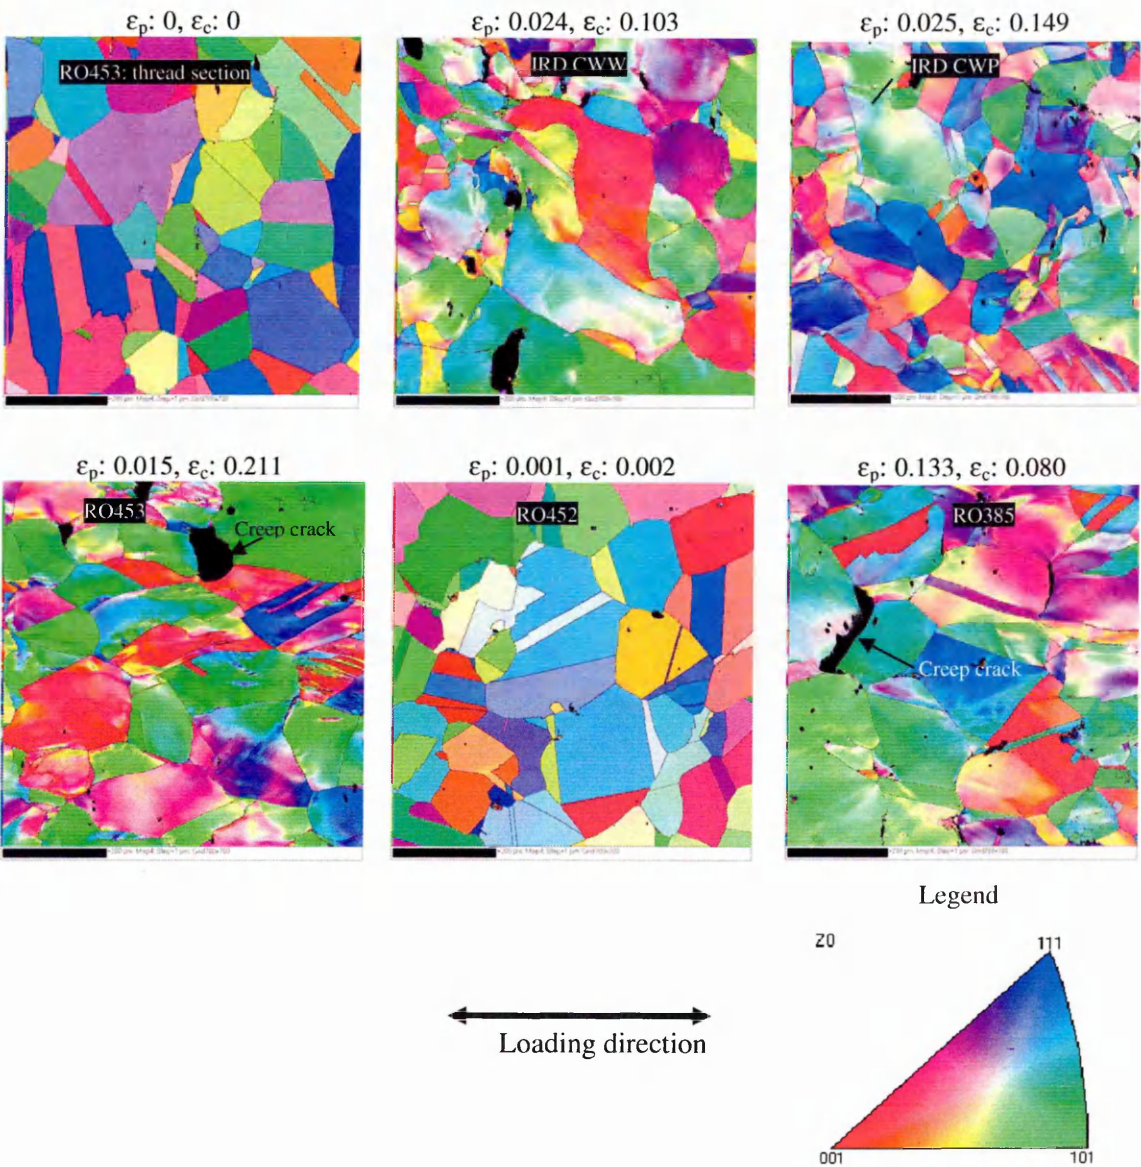 εp: 0, εc: 0
εp: 0.024, εc: 0.103
εp: 0.025, εc: 0.149
RO453: thread section
IRD CWW
IRD CWP
εp: 0.015, εc: 0.211
εp: 0.001, εc: 0.002
εp: 0.133, εc: 0.080
RO453
Creep crack
RO452
RO385
Creep crack
Legend
Z0
111
Loading direction
001
101